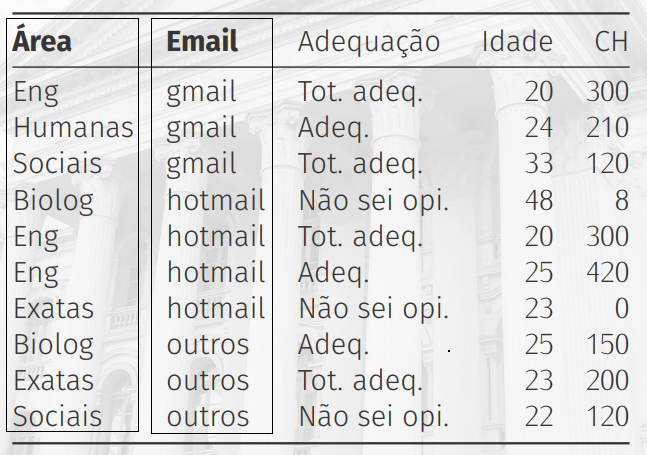 Área Email Adequação Idade CH
Eng gmail Tot. adeq. 20 300
Humanas gmail Adeq. 24 210
Sociais gmail Tot. adeq. 33 120
Biolog hotmail Não sei opi. 48 8
Eng hotmail Tot. adeq. 20 300
Eng hotmail Adeq. 25 420
Exatas hotmail Não sei opi. 23 0
Biolog outros Adeq. 25 150
Exatas outros Tot. adeq. 23 200
Sociais outros Não sei opi. 22 120